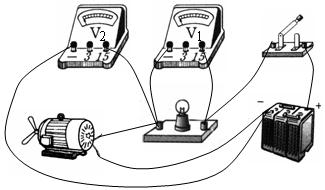 V₂
– 3 15
V₁
– 3 15
– +